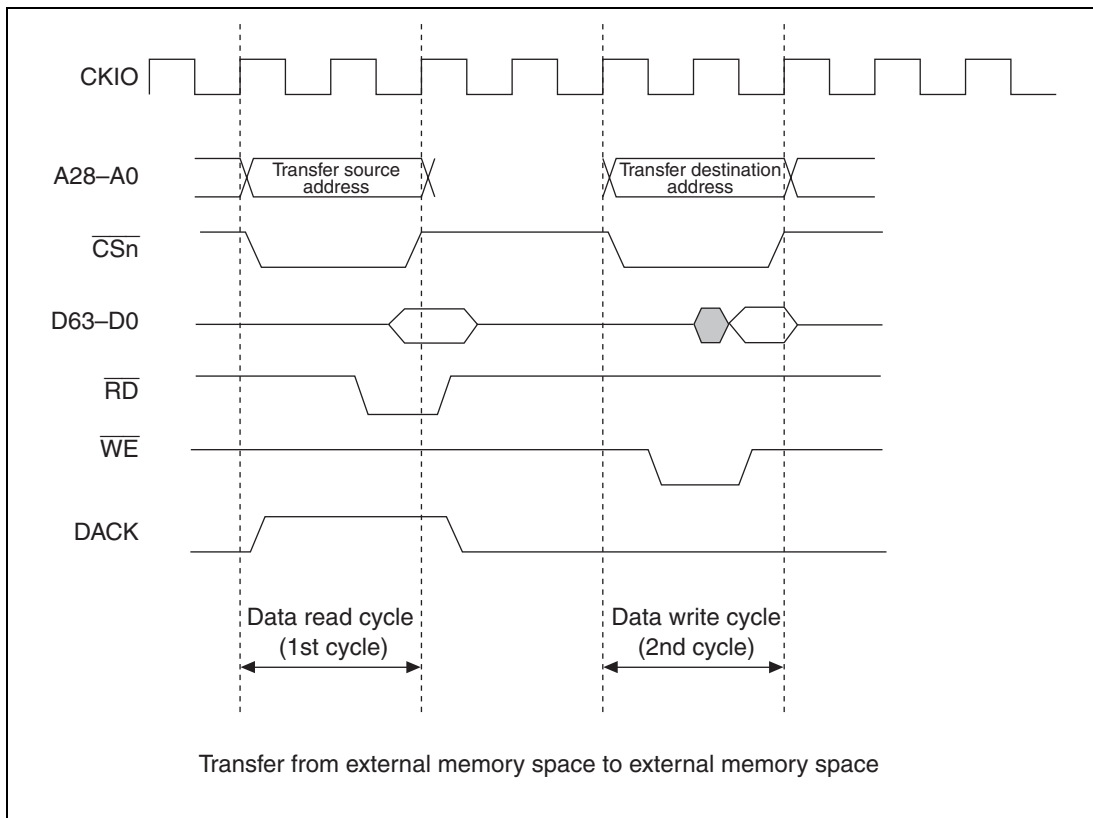 CKIO
A28–A0
Transfer source
address
Transfer destination
address
CSn
D63–D0
RD
WE
DACK
Data read cycle
(1st cycle)
Data write cycle
(2nd cycle)
Transfer from external memory space to external memory space